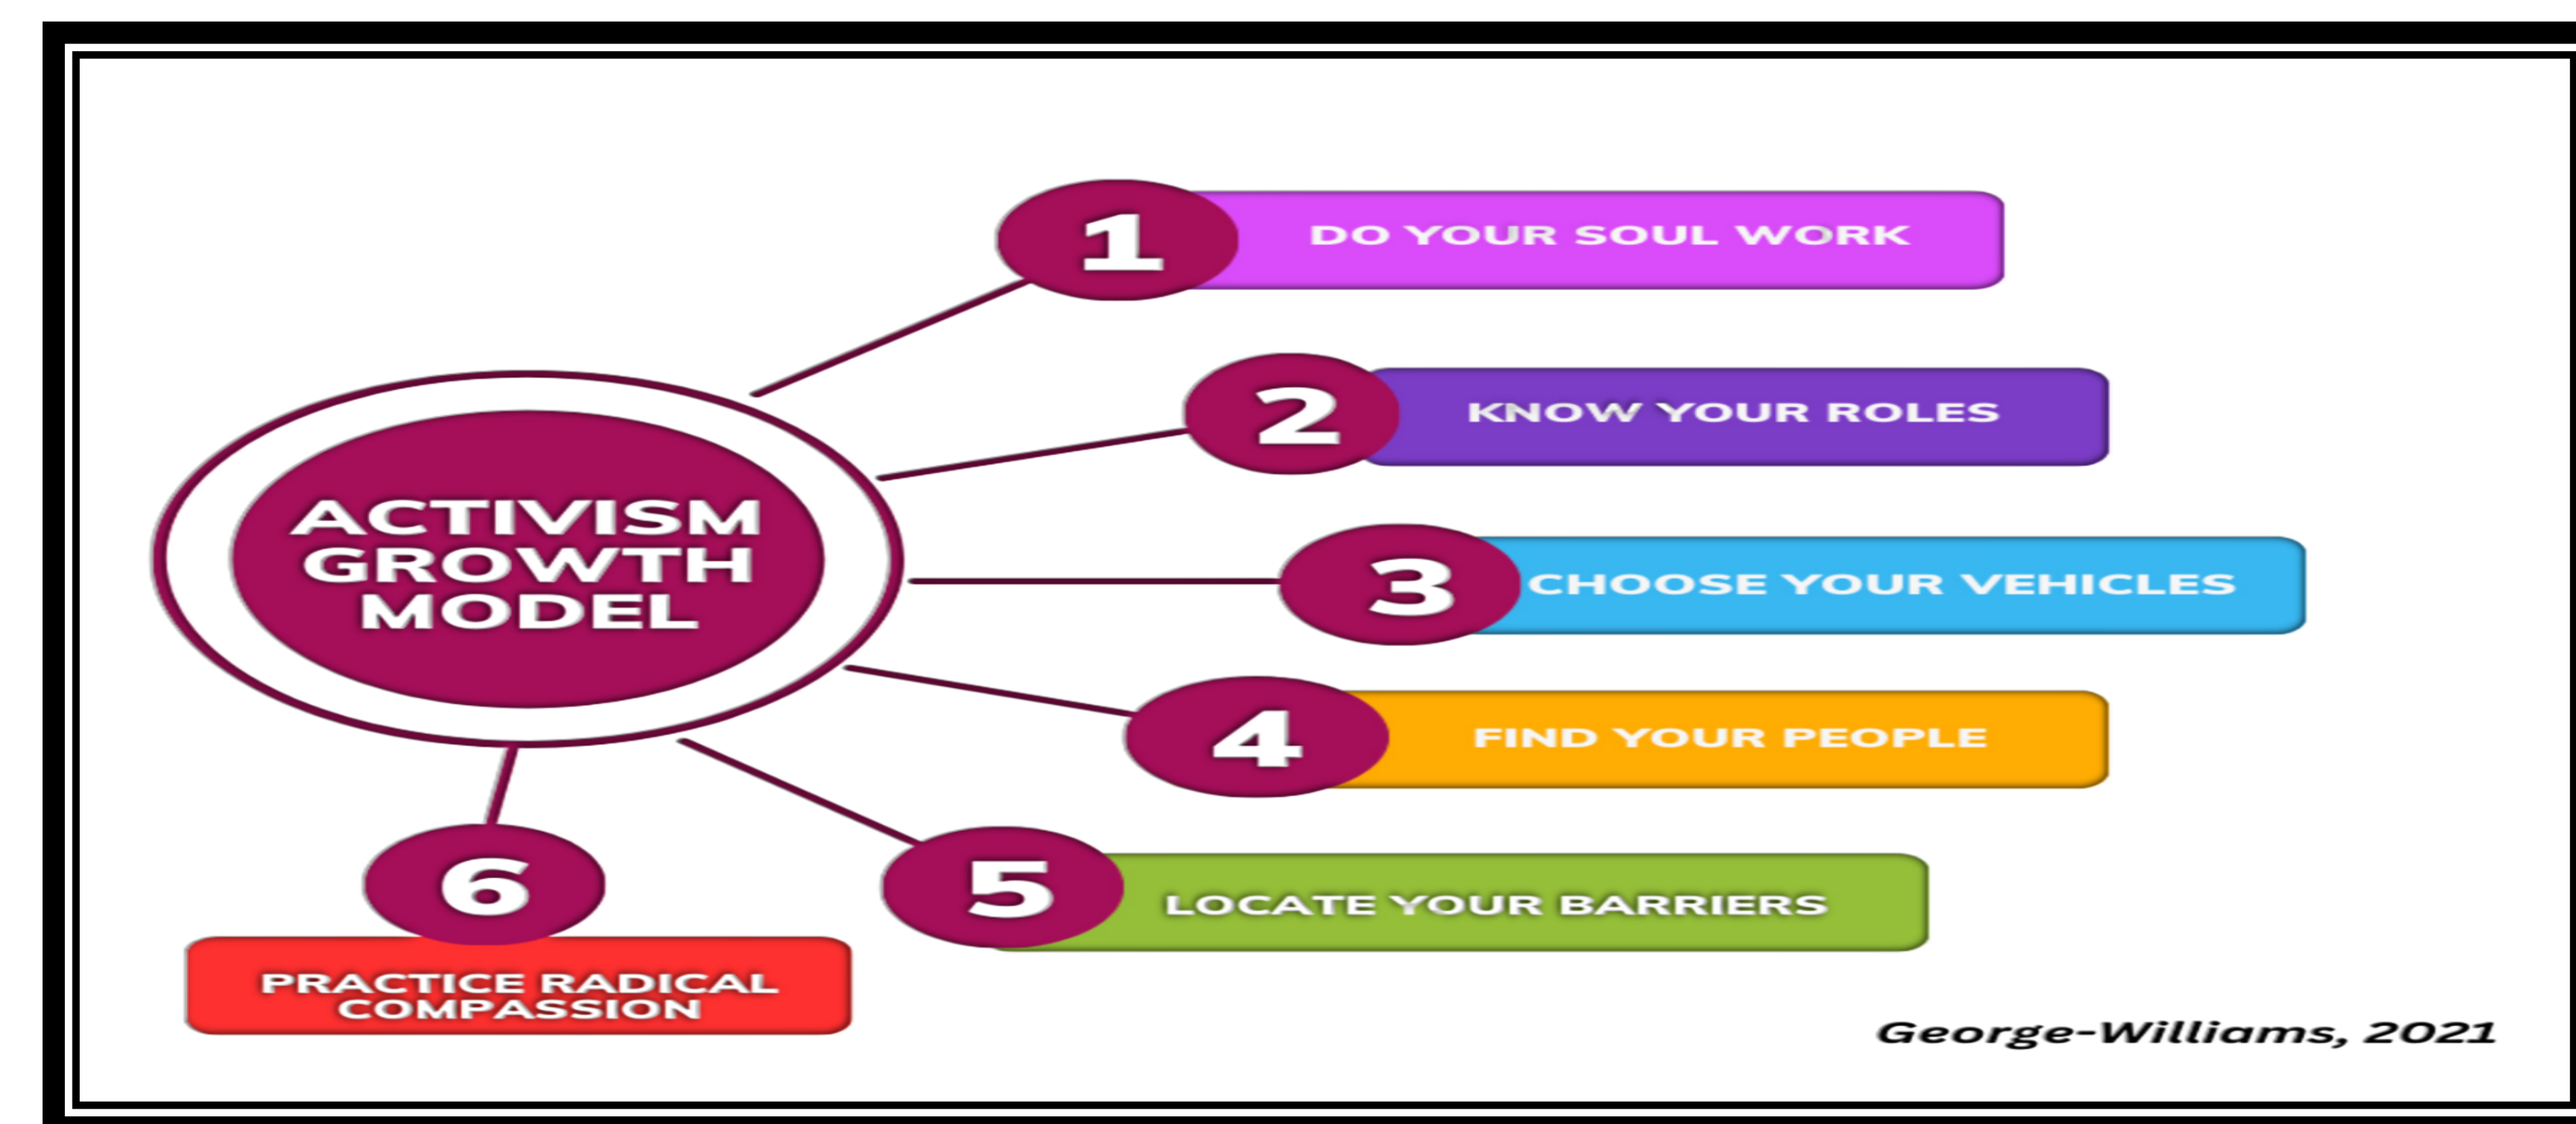 ACTIVISM
GROWTH
MODEL
1
DO YOUR SOUL WORK
2
KNOW YOUR ROLES
3
CHOOSE YOUR VEHICLES
4
FIND YOUR PEOPLE
5
LOCATE YOUR BARRIERS
6
PRACTICE RADICAL
COMPASSION
George-Williams, 2021